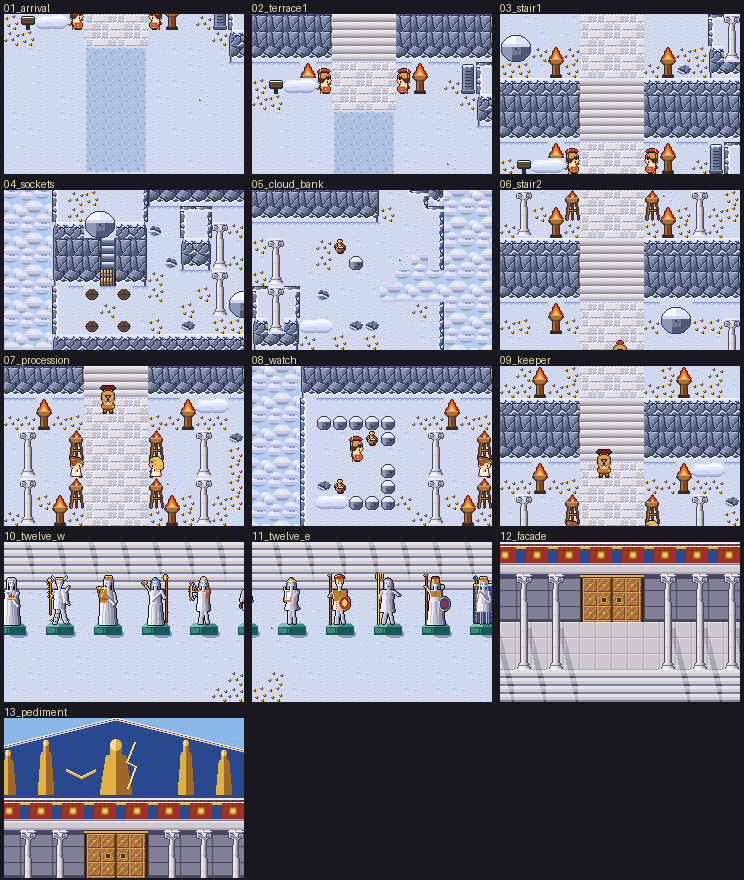 01_arrival
02_terrace1
03_stair1
04_sockets
05_cloud_bank
06_stair2
07_procession
08_watch
09_keeper
10_twelve_w
11_twelve_e
12_facade
13_pediment